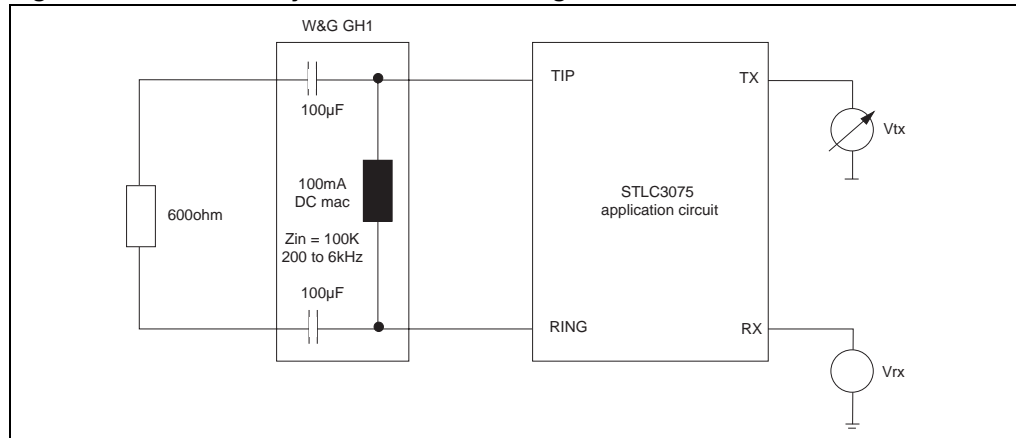 W&G GH1
TIP
TX
100µF
Vtx
100mA
DC mac
STLC3075
application circuit
600ohm
Zin = 100K
200 to 6kHz
100µF
RING
RX
Vrx